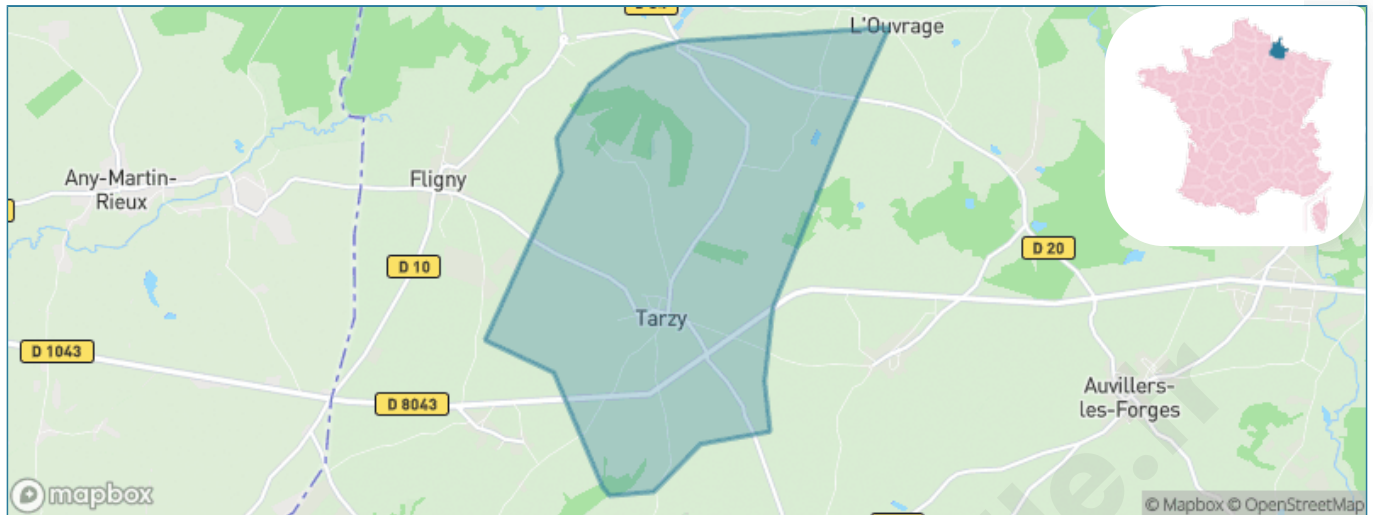 L'Ouvrage
Any-Martin-
Rieux
Fligny
D 20
D 10
Tarzy
D 1043
D 8043
Auvillers-
les-Forges
mapbox
© Mapbox © OpenStreetMap